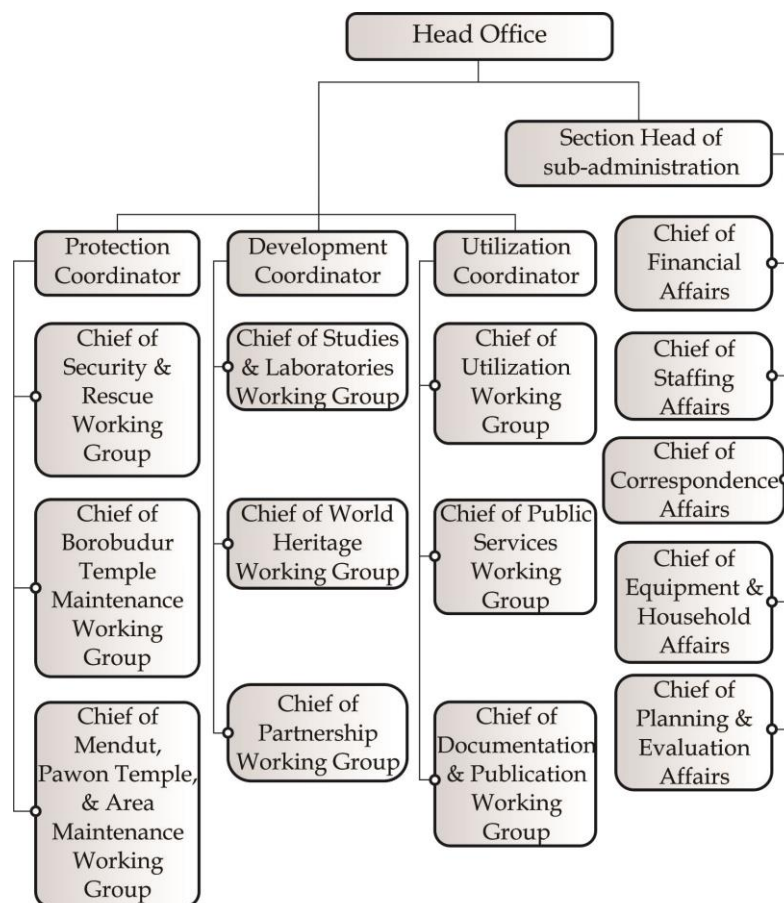 Head Office
Section Head of
sub-administration
Protection
Coordinator
Development
Coordinator
Utilization
Coordinator
Chief of
Financial
Affairs
Chief of
Security &
Rescue
Working
Group
Chief of Studies
& Laboratories
Working Group
Chief of
Utilization
Working
Group
Chief of
Staffing
Affairs
Chief of
Correspondence
Affairs
Chief of
Borobudur
Temple
Maintenance
Working
Group
Chief of World
Heritage
Working Group
Chief of Public
Services
Working
Group
Chief of
Equipment &
Household
Affairs
Chief of
Mendut,
Pawon Temple,
& Area
Maintenance
Working
Group
Chief of
Partnership
Working Group
Chief of
Documentation
& Publication
Working
Group
Chief of
Planning &
Evaluation
Affairs